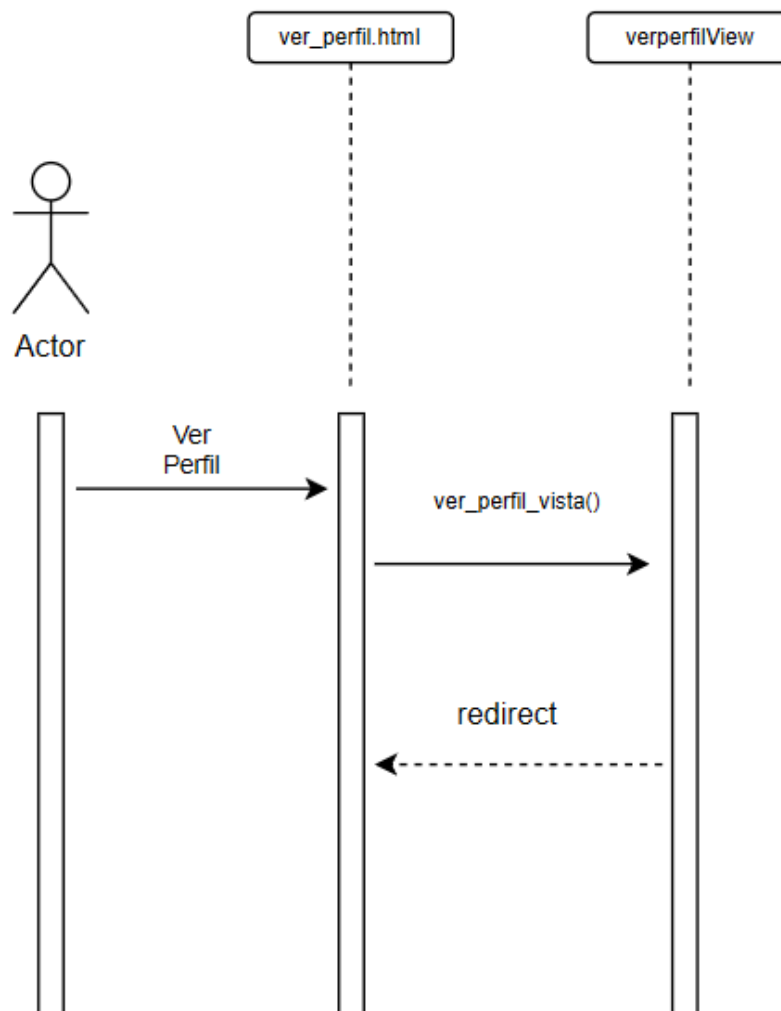 ver_perfil.html
verperfilView
Actor
Ver
Perfil
ver_perfil_vista()
redirect